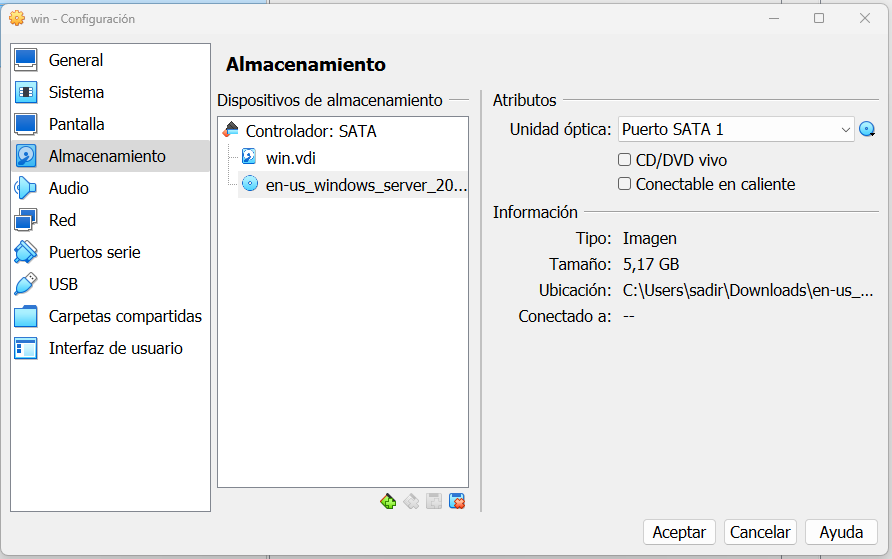 win - Configuración
General
Sistema
Pantalla
Almacenamiento
Audio
Red
Puertos serie
USB
Carpetas compartidas
Interfaz de usuario
Almacenamiento
Dispositivos de almacenamiento
Controlador: SATA
win.vdi
en-us_windows_server_20...
Atributos
Unidad óptica: Puerto SATA 1
CD/DVD vivo
Conectable en caliente
Información
Tipo: Imagen
Tamaño: 5,17 GB
Ubicación: C:\Users\sadir\Downloads\en-us_...
Conectado a: --
Aceptar Cancelar Ayuda